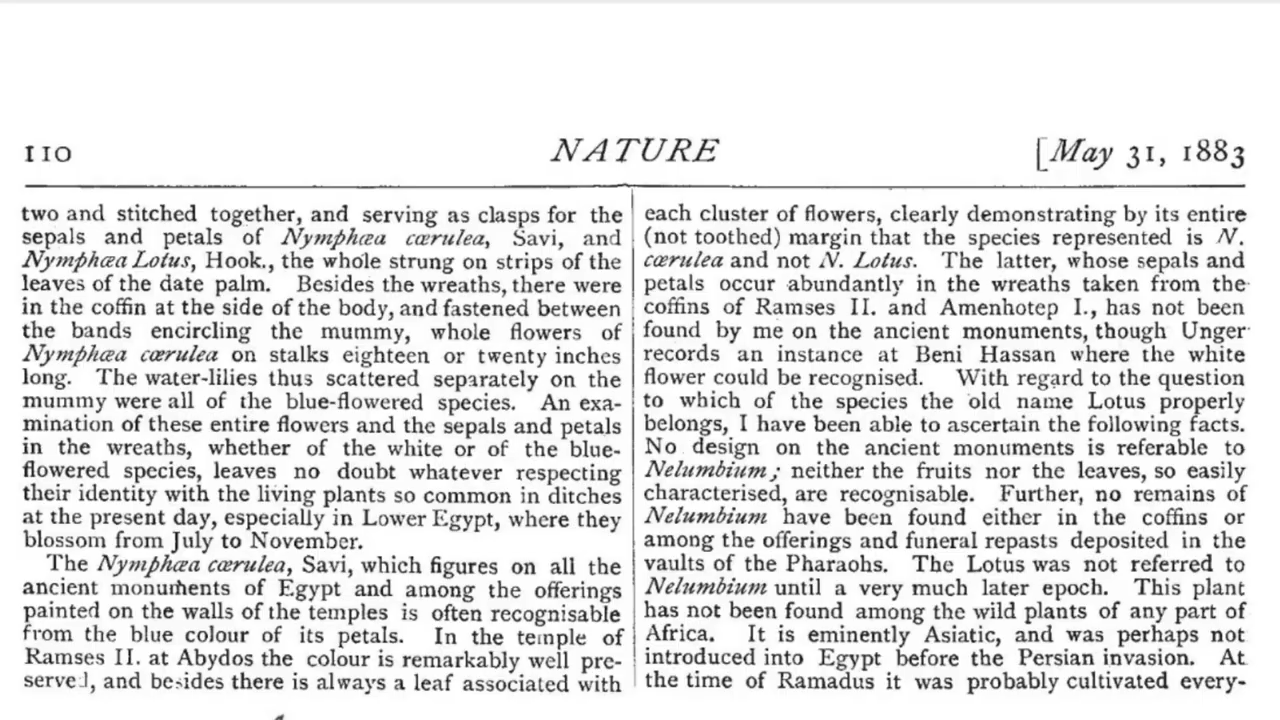 110
NATURE
[May 31, 1883
two and stitched together, and serving as clasps for the
sepals and petals of Nymphæa cærulea, Savi, and
Nymphæa Lotus, Hook., the whole strung on strips of the
leaves of the date palm. Besides the wreaths, there were
in the coffin at the side of the body, and fastened between
the bands encircling the mummy, whole flowers of
Nymphæa cærulea on stalks eighteen or twenty inches
long. The water-lilies thus scattered separately on the
mummy were all of the blue-flowered species. An exa-
mination of these entire flowers and the sepals and petals
in the wreaths, whether of the white or of the blue-
flowered species, leaves no doubt whatever respecting
their identity with the living plants so common in ditches
at the present day, especially in Lower Egypt, where they
blossom from July to November.
The Nymphæa cærulea, Savi, which figures on all the
ancient monuments of Egypt and among the offerings
painted on the walls of the temples is often recognisable
from the blue colour of its petals. In the temple of
Ramses II. at Abydos the colour is remarkably well pre-
served, and besides there is always a leaf associated with
each cluster of flowers, clearly demonstrating by its entire
(not toothed) margin that the species represented is N.
cærulea and not N. Lotus. The latter, whose sepals and
petals occur abundantly in the wreaths taken from the
coffins of Ramses II. and Amenhotep I., has not been
found by me on the ancient monuments, though Unger
records an instance at Beni Hassan where the white
flower could be recognised. With regard to the question
to which of the species the old name Lotus properly
belongs, I have been able to ascertain the following facts.
No design on the ancient monuments is referable to
Nelumbium; neither the fruits nor the leaves, so easily
characterised, are recognisable. Further, no remains of
Nelumbium have been found either in the coffins or
among the offerings and funeral repasts deposited in the
vaults of the Pharaohs. The Lotus was not referred to
Nelumbium until a very much later epoch. This plant
has not been found among the wild plants of any part of
Africa. It is eminently Asiatic, and was perhaps not
introduced into Egypt before the Persian invasion. At
the time of Ramadus it was probably cultivated every-